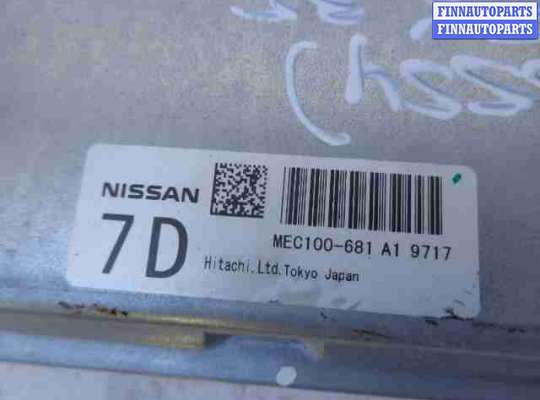 FINNAUTOPARTS
FINNAUTOPARTS
NISSAN
7D
MEC100-681 A1 9717
Hitachi.Ltd.Tokyo Japan